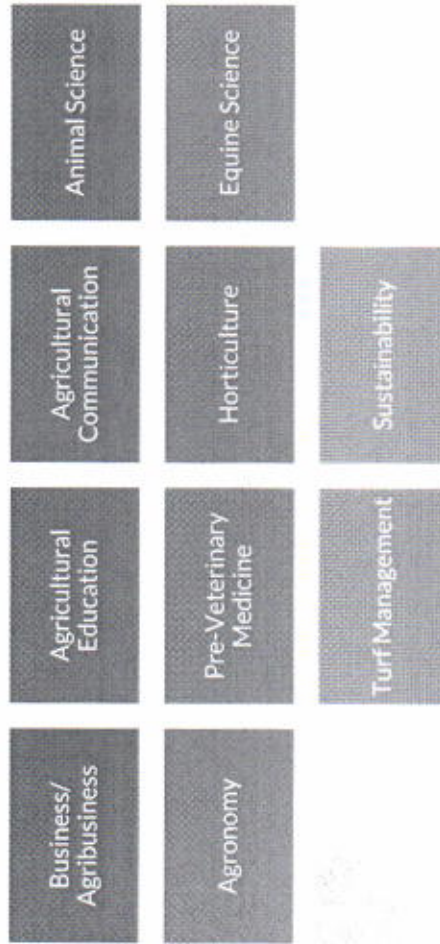 Business/
Agribusiness
Agricultural
Education
Agricultural
Communication
Animal Science
Agronomy
Pre-Veterinary
Medicine
Horticulture
Equine Science
Turf Management
Sustainability